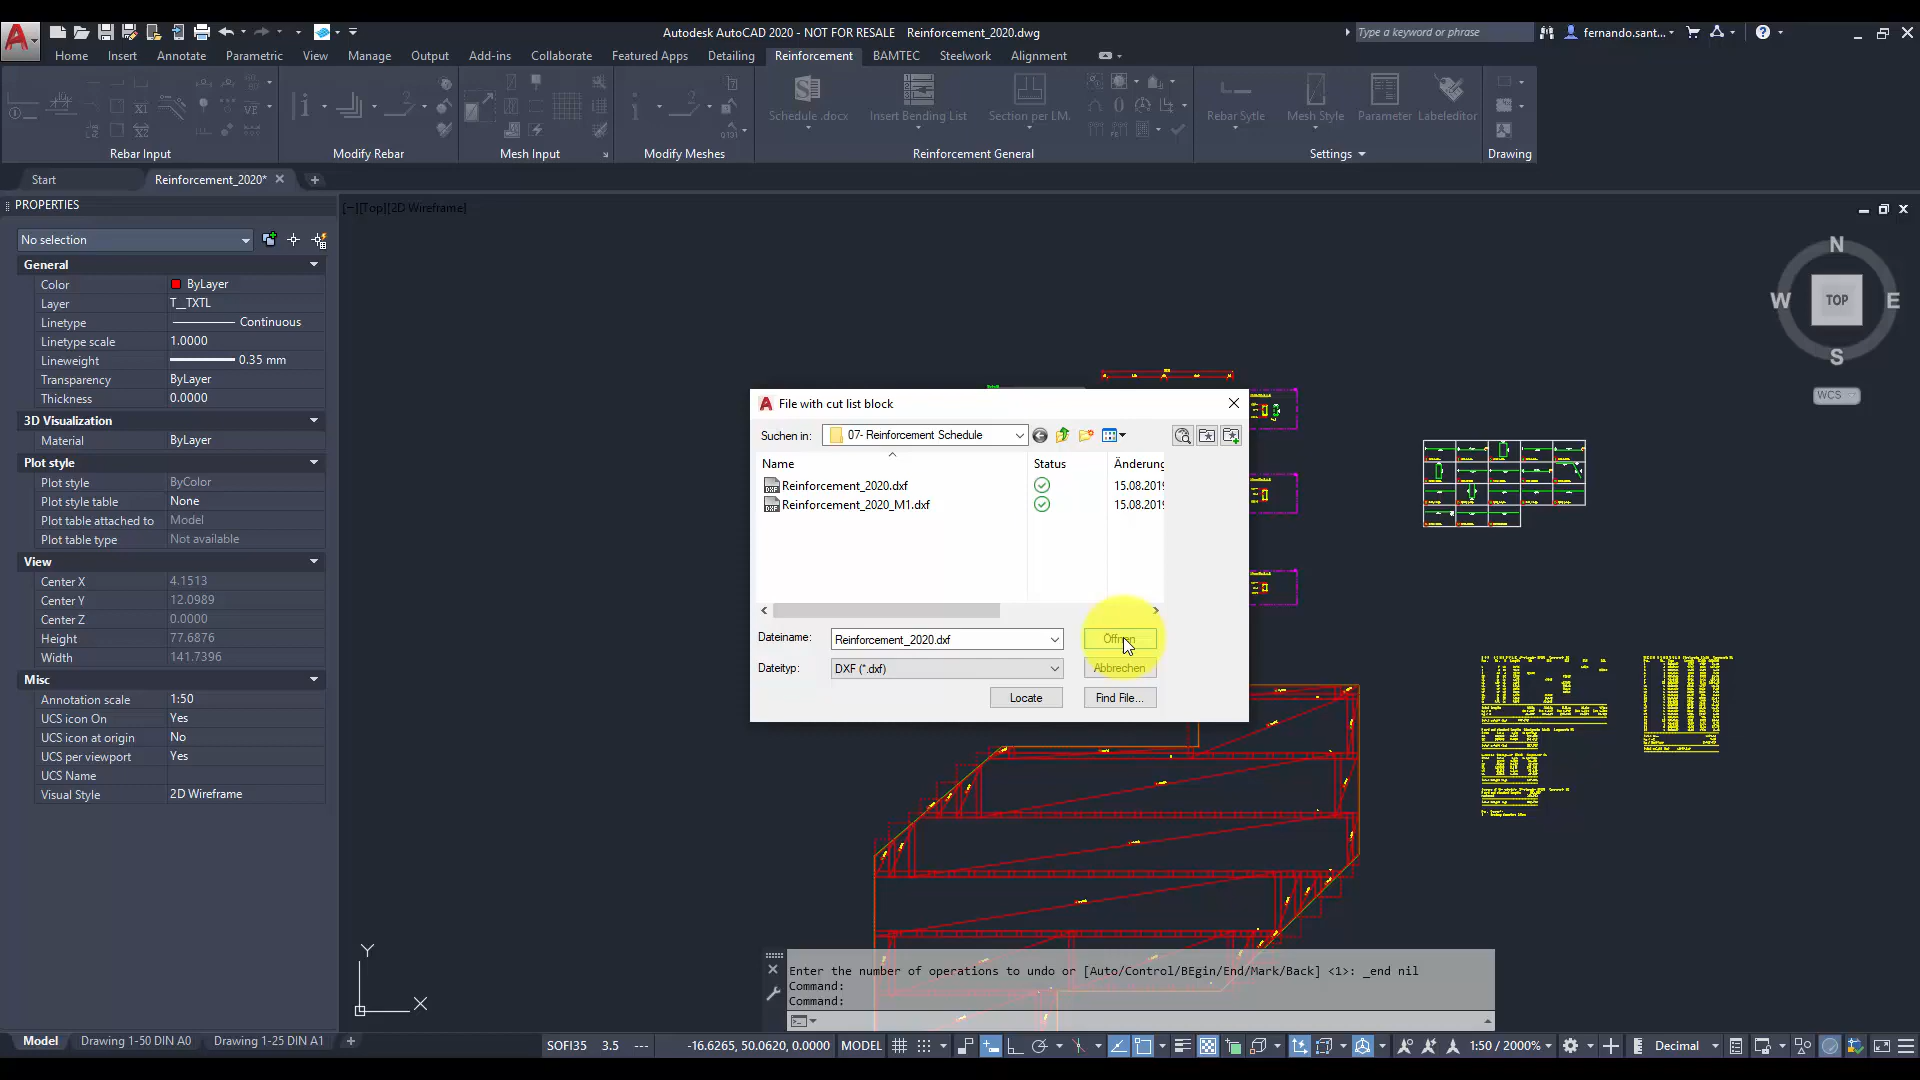 Autodesk AutoCAD 2020 - NOT FOR RESALE Reinforcement_2020.dwg
Type a keyword or phrase
fernando.sant...
Home Insert Annotate Parametric View Manage Output Add-ins Collaborate Featured Apps Detailing Reinforcement BAMTEC Steelwork Alignment
Schedule .docx
Insert Bending List
Section per LM.
Rebar Sytle
Mesh Style
Parameter
Labeleditor
Rebar Input
Modify Rebar
Mesh Input
Modify Meshes
Reinforcement General
Settings
Drawing
Start
Reinforcement_2020*
PROPERTIES
[−][Top][2D Wireframe]
No selection
General
Color ByLayer
Layer T__TXTL
Linetype Continuous
Linetype scale 1.0000
Lineweight 0.35 mm
Transparency ByLayer
Thickness 0.0000
3D Visualization
Material ByLayer
Plot style
Plot style ByColor
Plot style table None
Plot table attached to Model
Plot table type Not available
View
Center X 4.1513
Center Y 12.0989
Center Z 0.0000
Height 77.6876
Width 141.7396
Misc
Annotation scale 1:50
UCS icon On Yes
UCS icon at origin No
UCS per viewport Yes
UCS Name
Visual Style 2D Wireframe
N
W TOP E
S
WCS
File with cut list block
Suchen in: 07- Reinforcement Schedule
Name Status Änderung
Reinforcement_2020.dxf 15.08.2019
Reinforcement_2020_M1.dxf 15.08.2019
Dateiname: Reinforcement_2020.dxf Öffnen
Dateityp: DXF (*.dxf) Abbrechen
Locate Find File...
Y
X
Enter the number of operations to undo or [Auto/Control/BEgin/End/Mark/Back] <1>: _end nil
Command:
Command:
Model Drawing 1-50 DIN A0 Drawing 1-25 DIN A1
SOFI35 3.5 --- -16.6265, 50.0620, 0.0000 MODEL 1:50 / 2000% Decimal